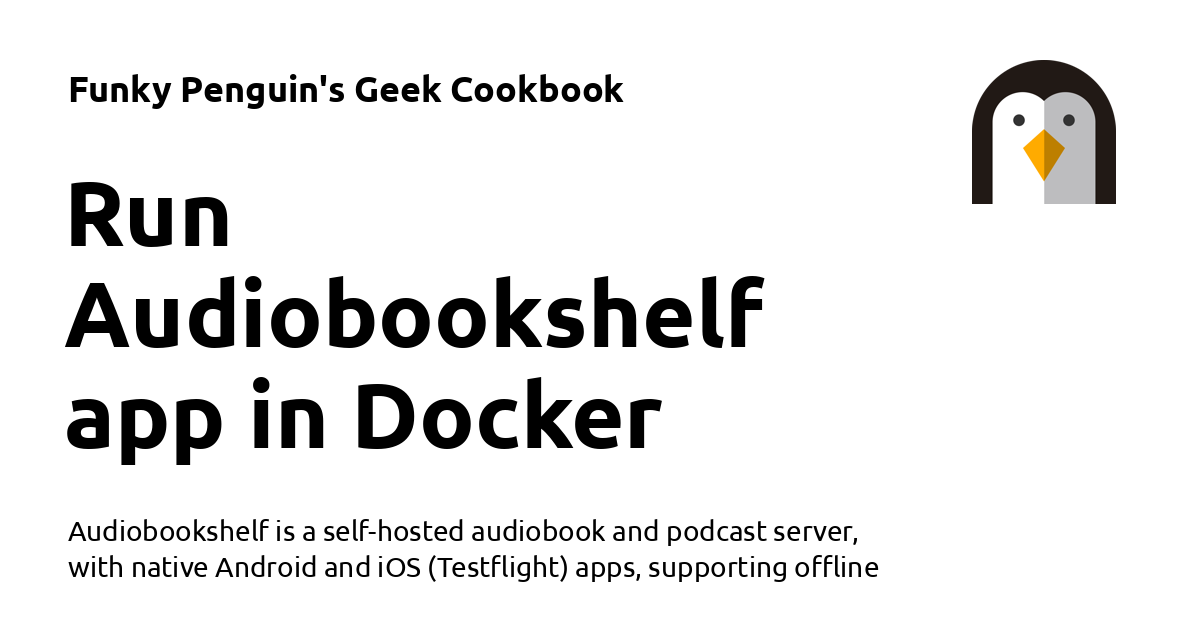 Funky Penguin's Geek Cookbook
Run
Audiobookshelf
app in Docker
Audiobookshelf is a self-hosted audiobook and podcast server,
with native Android and iOS (Testflight) apps, supporting offline